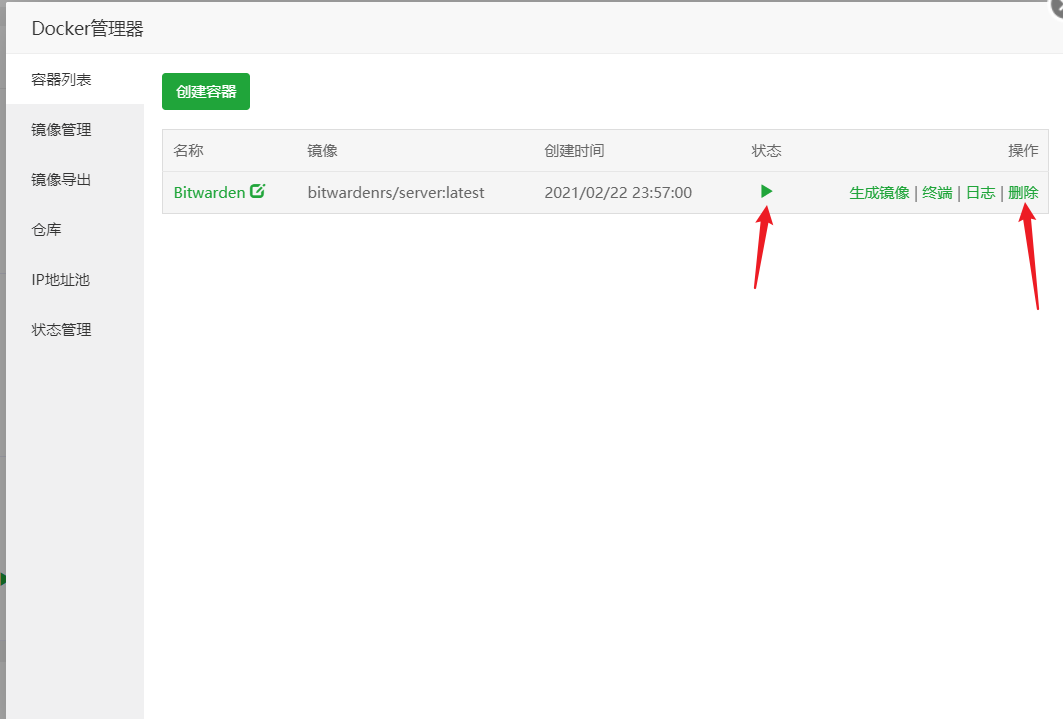 Docker管理器
容器列表
镜像管理
镜像导出
仓库
IP地址池
状态管理
创建容器
名称 镜像 创建时间 状态 操作
Bitwarden bitwardenrs/server:latest 2021/02/22 23:57:00 生成镜像 | 终端 | 日志 | 删除